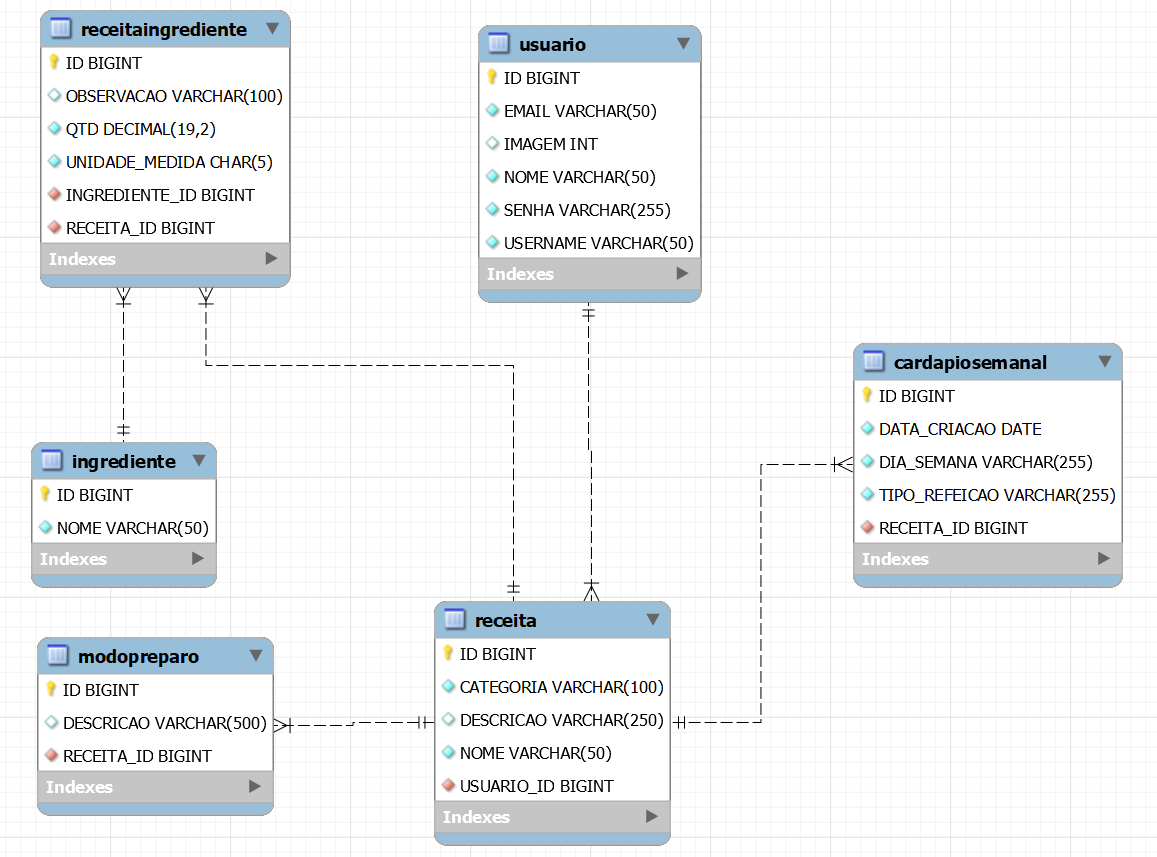 receitaingrediente
ID BIGINT
OBSERVACAO VARCHAR(100)
QTD DECIMAL(19,2)
UNIDADE_MEDIDA CHAR(5)
INGREDIENTE_ID BIGINT
RECEITA_ID BIGINT
Indexes
usuario
ID BIGINT
EMAIL VARCHAR(50)
IMAGEM INT
NOME VARCHAR(50)
SENHA VARCHAR(255)
USERNAME VARCHAR(50)
Indexes
cardapiosemanal
ID BIGINT
DATA_CRIACAO DATE
DIA_SEMANA VARCHAR(255)
TIPO_REFEICAO VARCHAR(255)
RECEITA_ID BIGINT
Indexes
ingrediente
ID BIGINT
NOME VARCHAR(50)
Indexes
modopreparo
ID BIGINT
DESCRICAO VARCHAR(500)
RECEITA_ID BIGINT
Indexes
receita
ID BIGINT
CATEGORIA VARCHAR(100)
DESCRICAO VARCHAR(250)
NOME VARCHAR(50)
USUARIO_ID BIGINT
Indexes